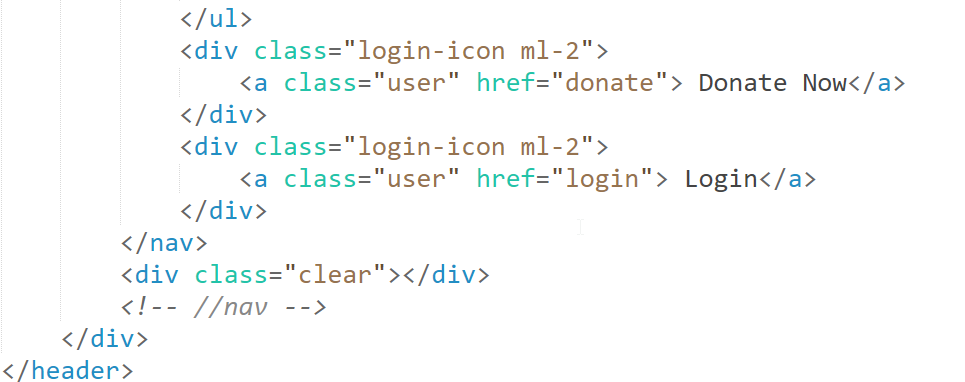 </ul>
<div class="login-icon ml-2">
<a class="user" href="donate"> Donate Now</a>
</div>
<div class="login-icon ml-2">
<a class="user" href="login"> Login</a>
</div>
</nav>
<div class="clear"></div>
<!-- //nav -->
</div>
</header>